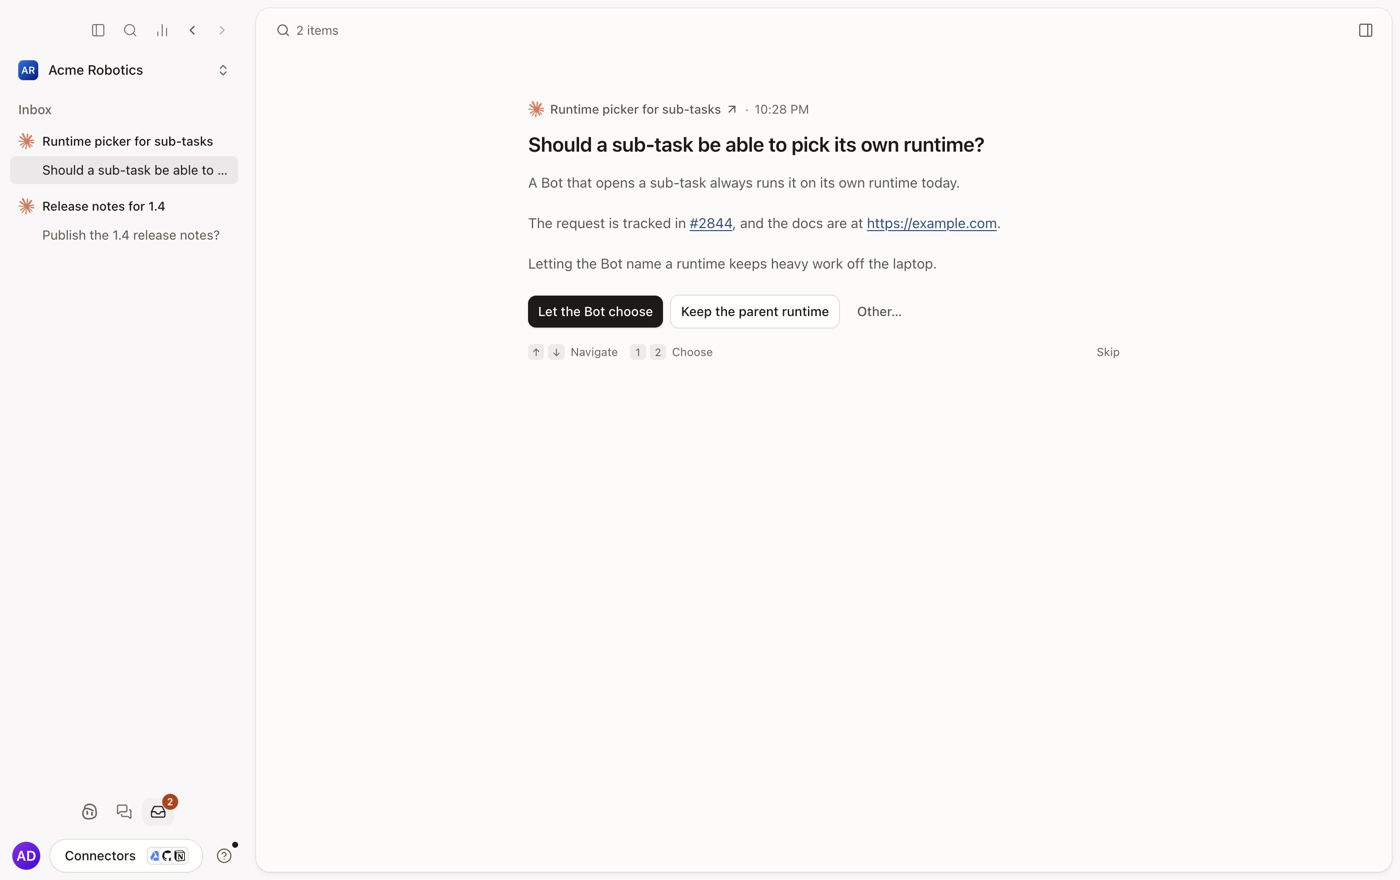 2 items
AR Acme Robotics
Inbox
Runtime picker for sub-tasks
Should a sub-task be able to ...
Release notes for 1.4
Publish the 1.4 release notes?
Runtime picker for sub-tasks · 10:28 PM
Should a sub-task be able to pick its own runtime?
A Bot that opens a sub-task always runs it on its own runtime today.
The request is tracked in #2844, and the docs are at https://example.com.
Letting the Bot name a runtime keeps heavy work off the laptop.
Let the Bot choose Keep the parent runtime Other...
↑ ↓ Navigate 1 2 Choose Skip
2
AD Connectors